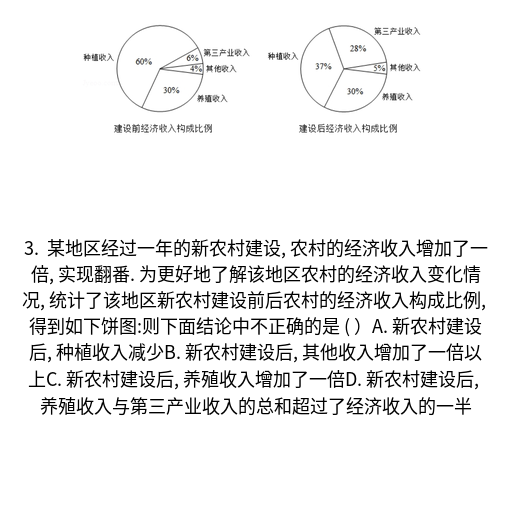 种植收入
60%
6%
第三产业收入
4%
其他收入
30%
养殖收入
建设前经济收入构成比例
种植收入
37%
28%
第三产业收入
5%
其他收入
30%
养殖收入
建设后经济收入构成比例
3. 某地区经过一年的新农村建设, 农村的经济收入增加了一
倍, 实现翻番. 为更好地了解该地区农村的经济收入变化情
况, 统计了该地区新农村建设前后农村的经济收入构成比例,
得到如下饼图:则下面结论中不正确的是 ( ）A. 新农村建设
后, 种植收入减少B. 新农村建设后, 其他收入增加了一倍以
上C. 新农村建设后, 养殖收入增加了一倍D. 新农村建设后,
养殖收入与第三产业收入的总和超过了经济收入的一半